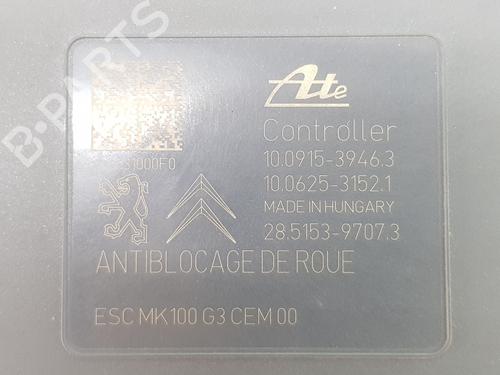 Ate
Controller
1000F0
10.0915-3946.3
10.0625-3152.1
MADE IN HUNGARY
28.5153-9707.3
ANTIBLOCAGE DE ROUE
ESC MK100 G3 CEM 00
B-PARTS